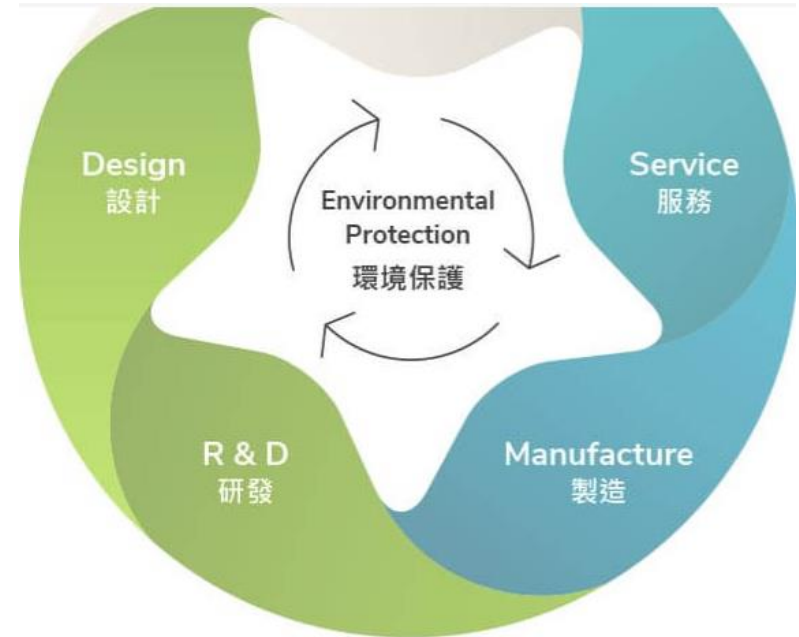 Design
設計
Service
服務
Environmental
Protection
環境保護
R & D
研發
Manufacture
製造